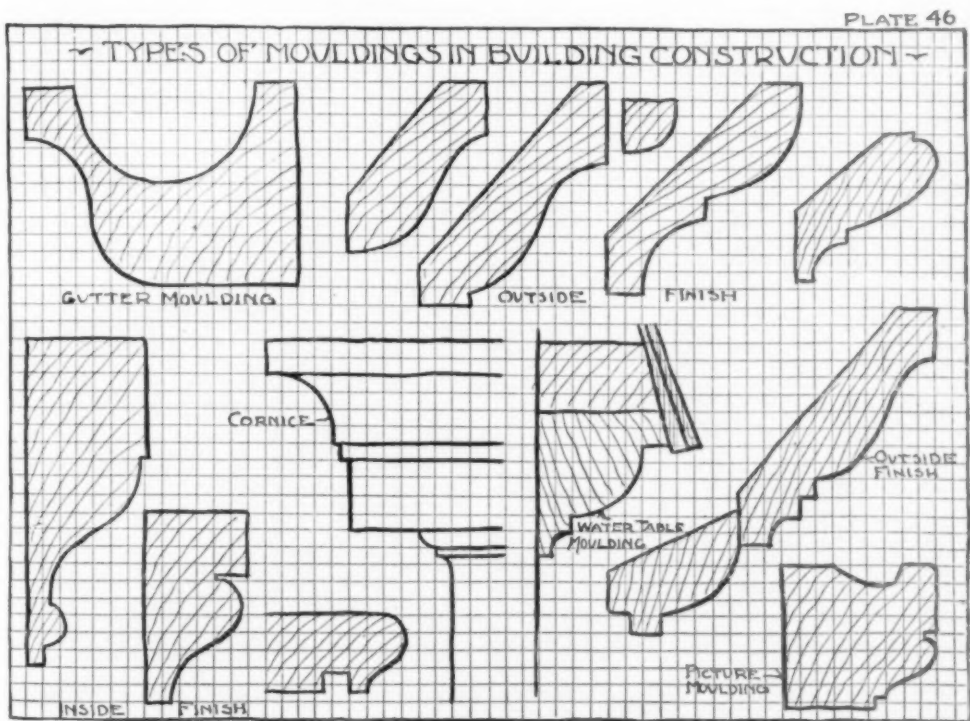 PLATE 46
~ TYPES OF MOULDINGS IN BUILDING CONSTRUCTION ~
GUTTER MOULDING
OUTSIDE FINISH
CORNICE
OUTSIDE
FINISH
WATER TABLE
MOULDING
PICTURE
MOULDING
INSIDE FINISH